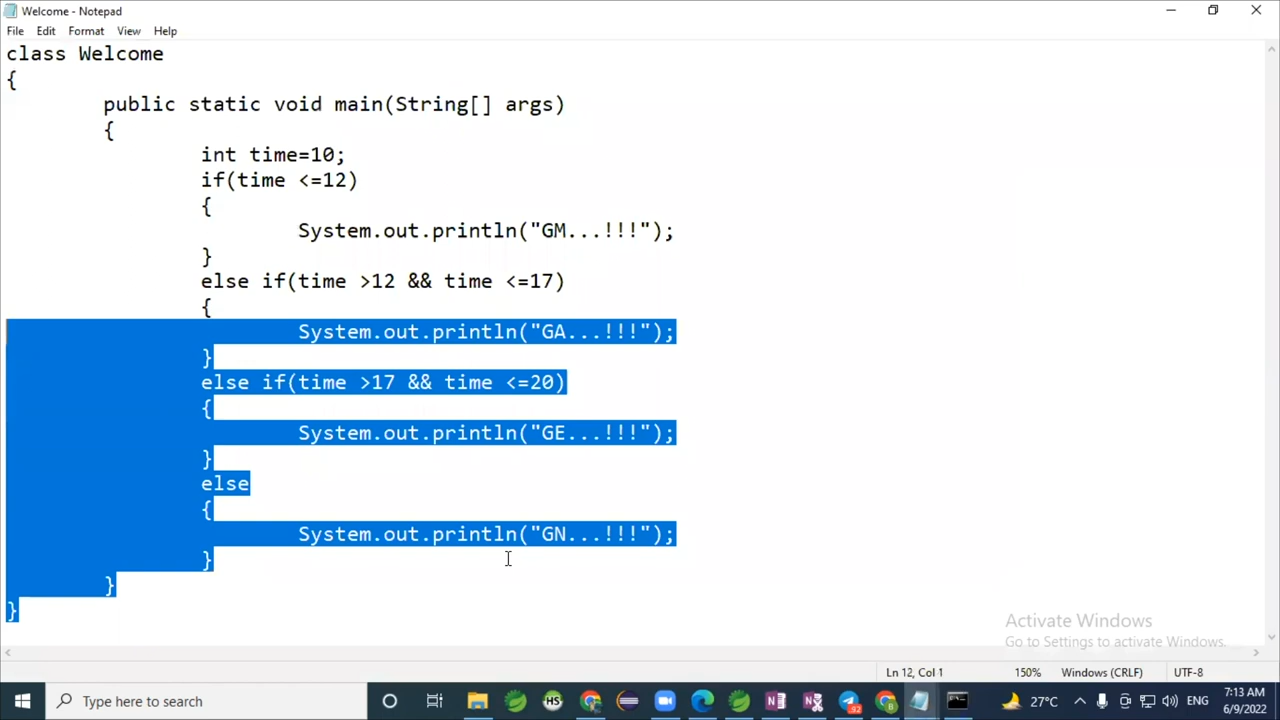 Welcome - Notepad
File Edit Format View Help
class Welcome
{
public static void main(String[] args)
{
int time=10;
if(time <=12)
{
System.out.println("GM...!!!");
}
else if(time >12 && time <=17)
{
System.out.println("GA...!!!");
}
else if(time >17 && time <=20)
{
System.out.println("GE...!!!");
}
else
{
System.out.println("GN...!!!");
}
}
}
Activate Windows
Go to Settings to activate Windows.
Ln 12, Col 1 150% Windows (CRLF) UTF-8
Type here to search HS 92 27°C ENG 7:13 AM
6/9/2022